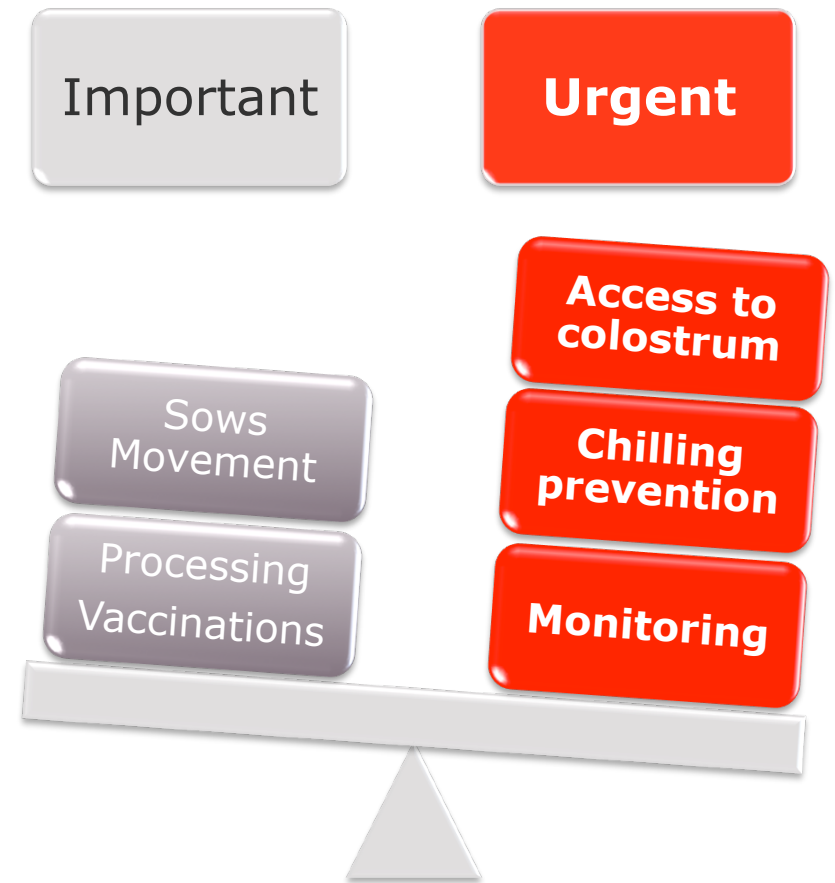 Important
Urgent
Access to
colostrum
Sows
Movement
Chilling
prevention
Processing
Vaccinations
Monitoring